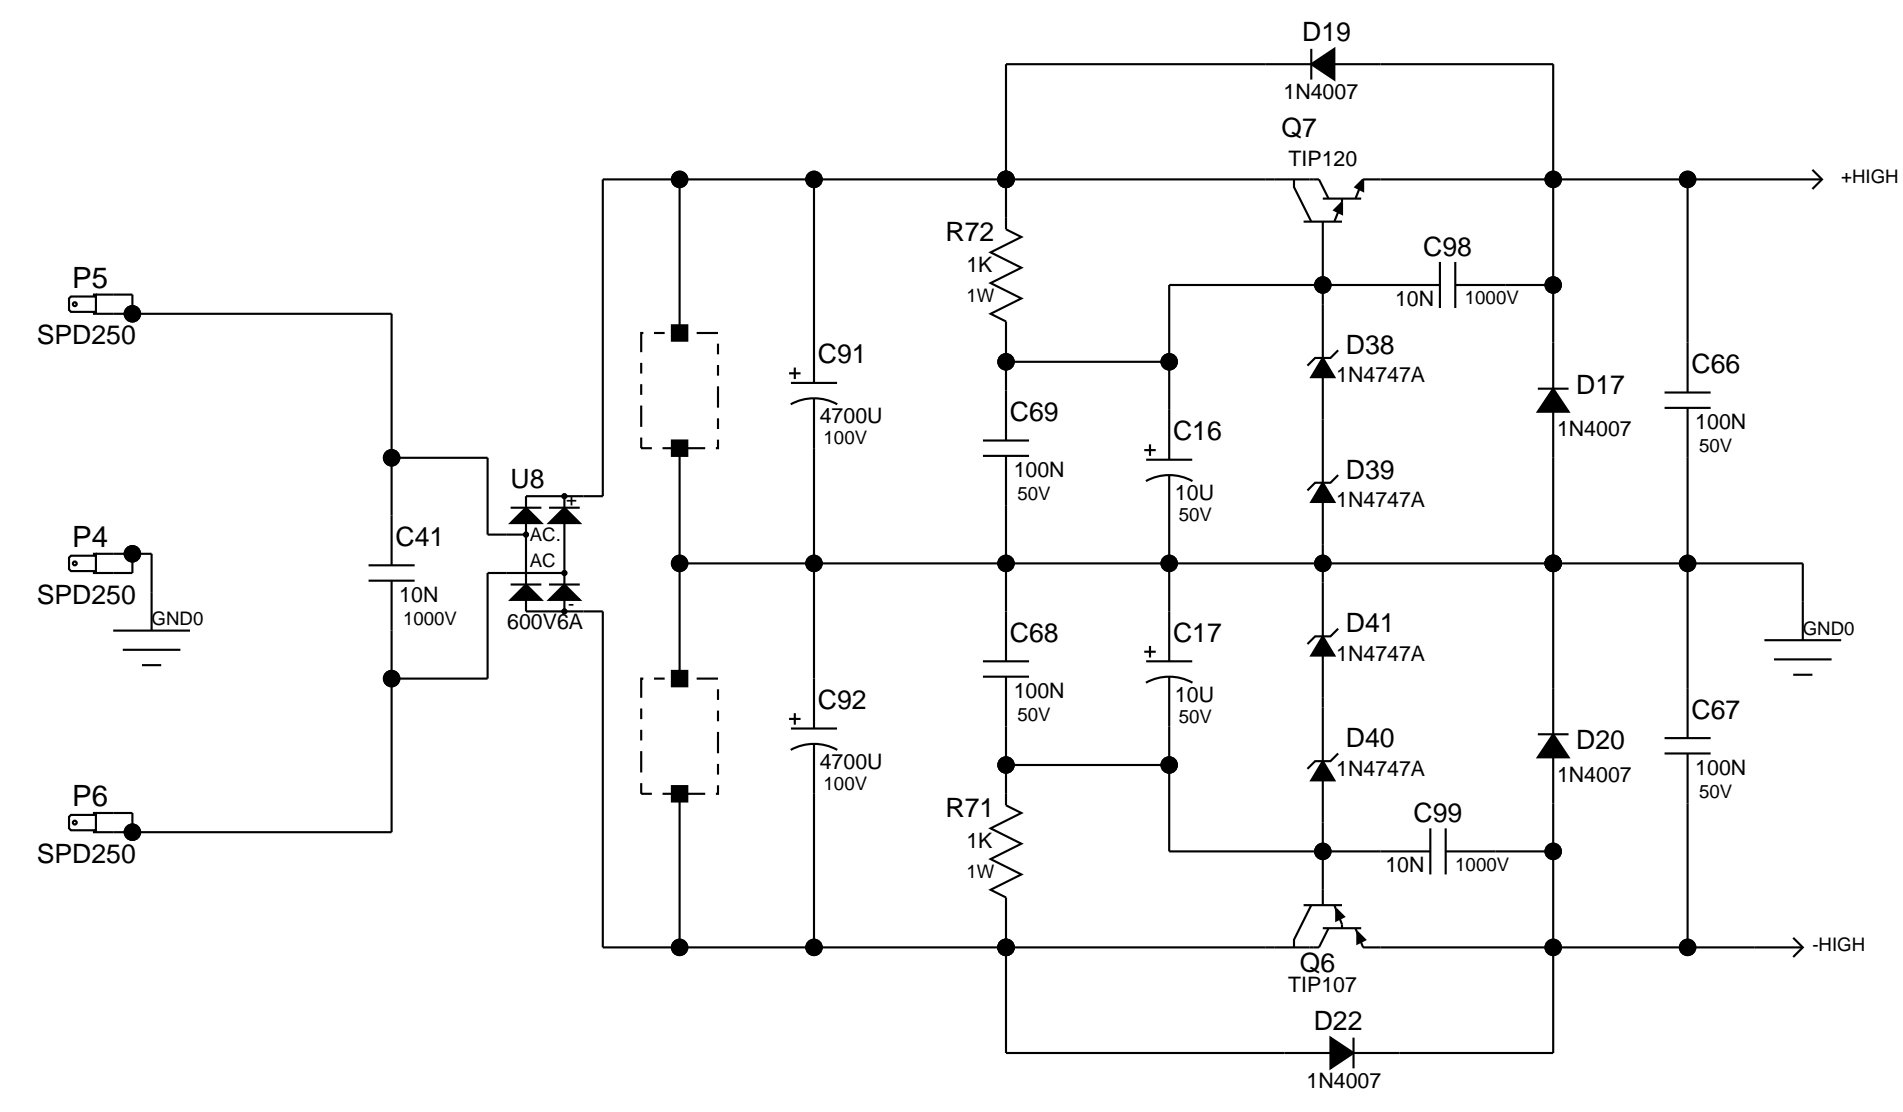 D19
1N4007
Q7
TIP120
+HIGH
R72
1K
1W
C98
10N
1000V
P5
SPD250
C91
+
4700U
100V
D38
1N4747A
C66
100N
50V
D17
1N4007
C69
100N
50V
C16
+
10U
50V
D39
1N4747A
U8
+
AC.
AC
-
600V6A
P4
SPD250
GND0
C41
10N
1000V
C68
100N
50V
C17
+
10U
50V
D41
1N4747A
GND0
C92
+
4700U
100V
D40
1N4747A
D20
1N4007
C67
100N
50V
P6
SPD250
R71
1K
1W
C99
10N
1000V
-HIGH
Q6
TIP107
D22
1N4007